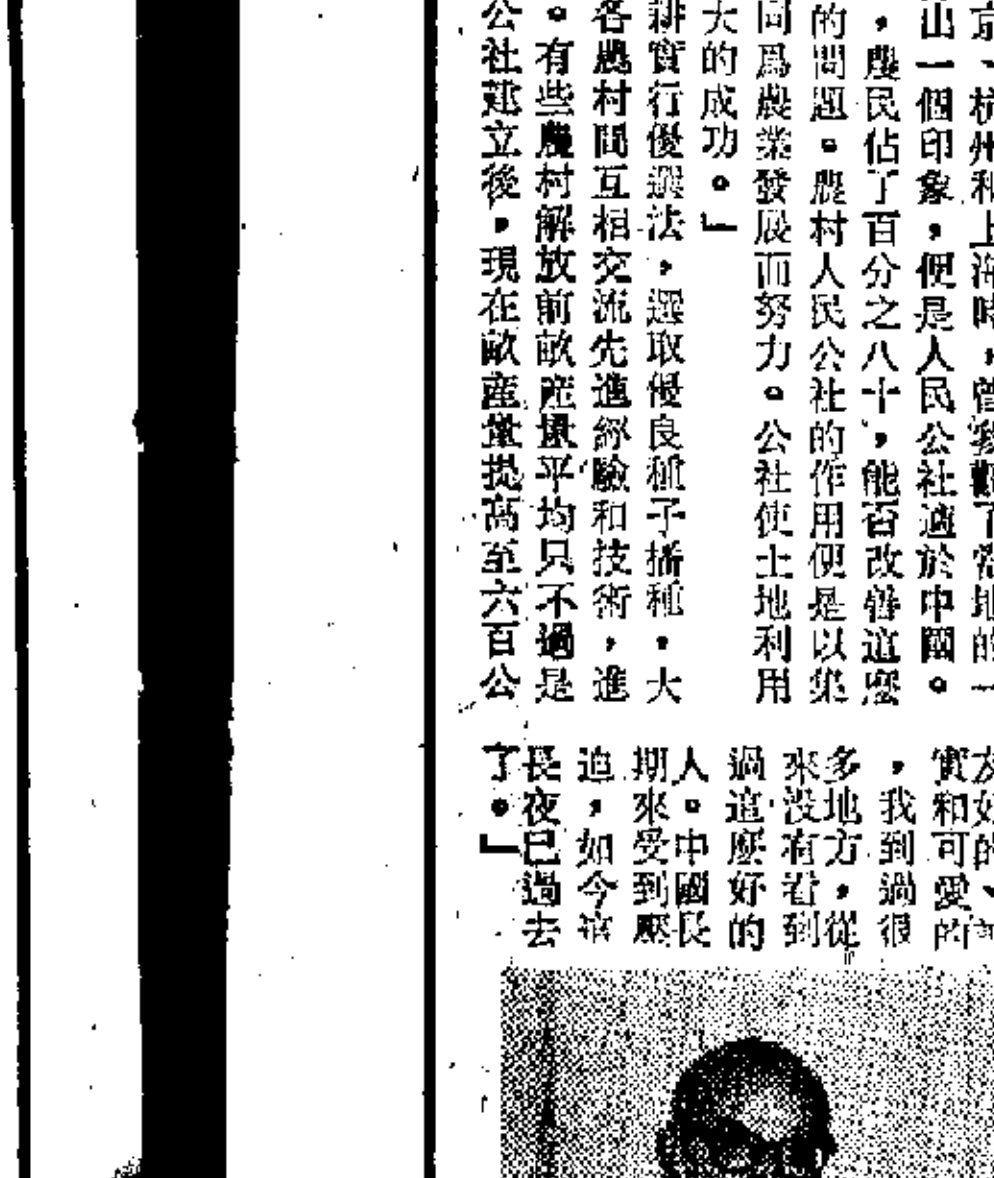 京、杭州和上海時，曾參觀了當地的一
出一個印象，便是人民公社適於中國。
，農民佔了百分之八十，能否改善這麼
的問題。農村人民公社的作用便是以集
同爲農業發展而努力。公社使土地利用
大的成功。」
耕實行優選法，選取優良種子播種，大
各農村間互相交流先進經驗和技術，進
。有些農村解放前畝產量平均只不過是
公社建立後，現在畝產量提高至六百公
友好的、
實和可愛的
，我到過很
多地方，從
來沒有看到
過這麼好的
人。中國長
期來受到壓
迫，如今這
長夜已過去
了。」